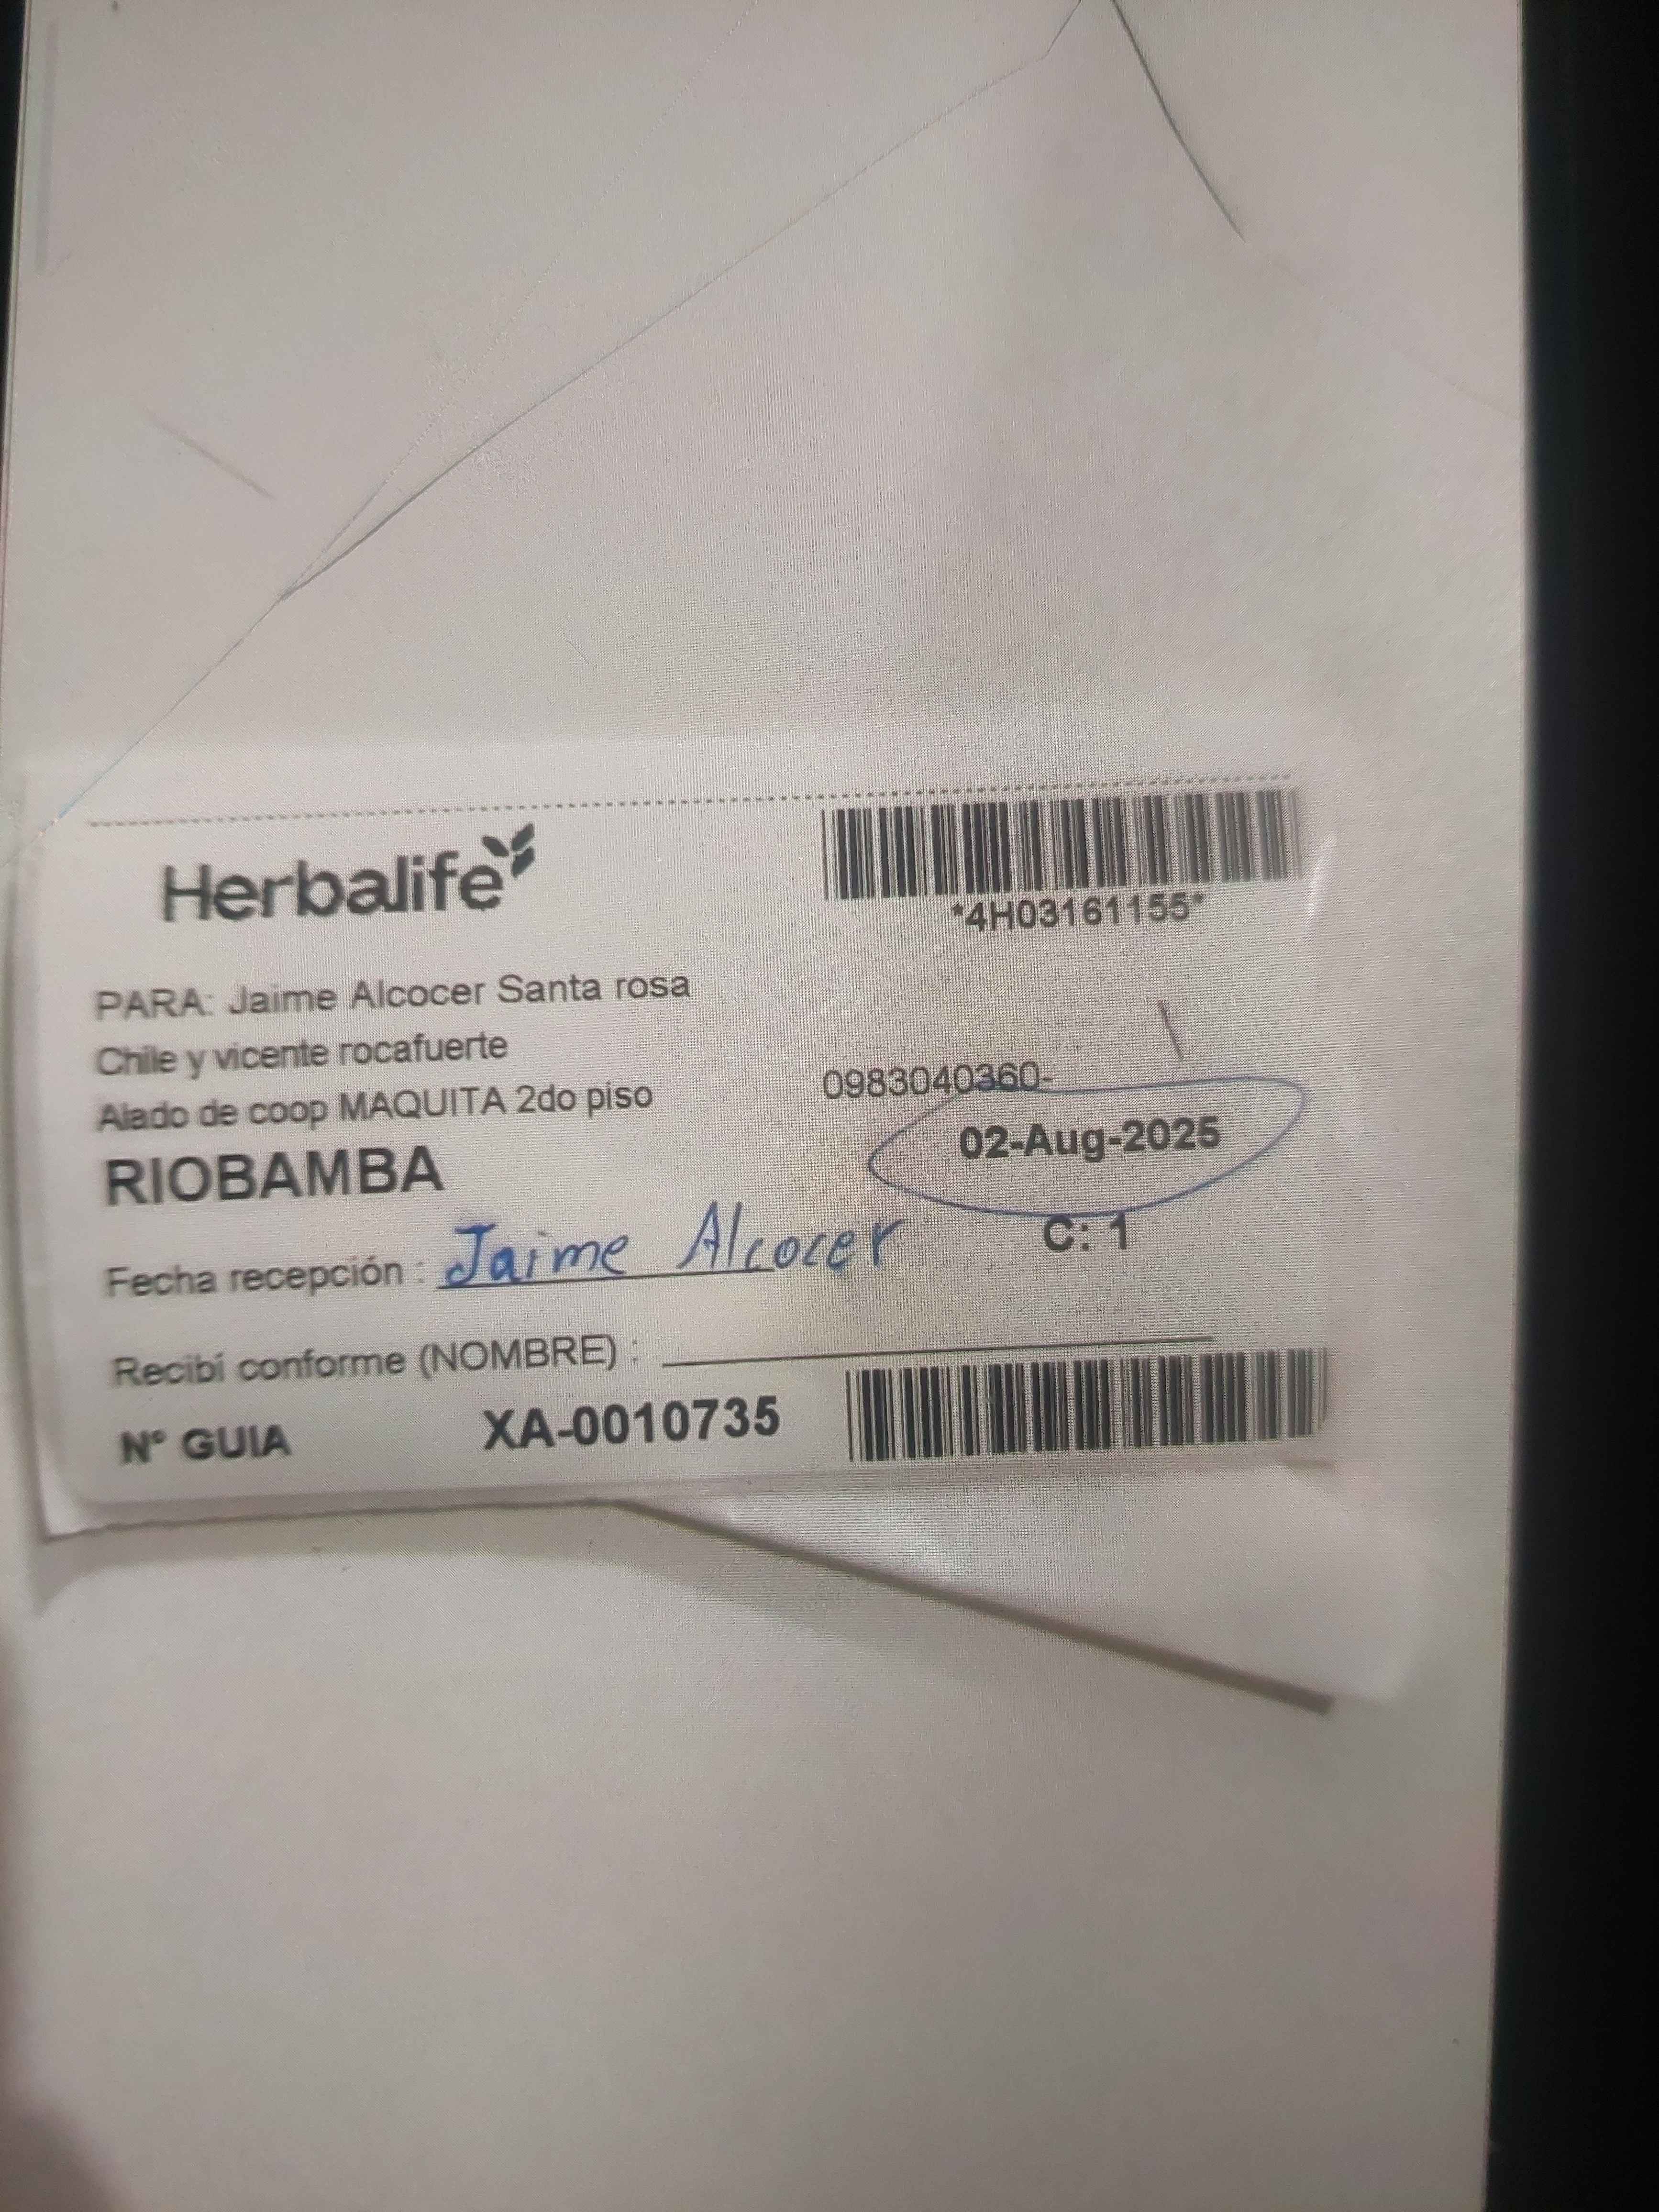 Herbalife
*4H03161155*
PARA: Jaime Alcocer Santa rosa
Chile y vicente rocafuerte
Alado de coop MAQUITA 2do piso
0983040360-
RIOBAMBA
02-Aug-2025
C: 1
Fecha recepción : Jaime Alcocer
Recibí conforme (NOMBRE) :
Nº GUIA XA-0010735